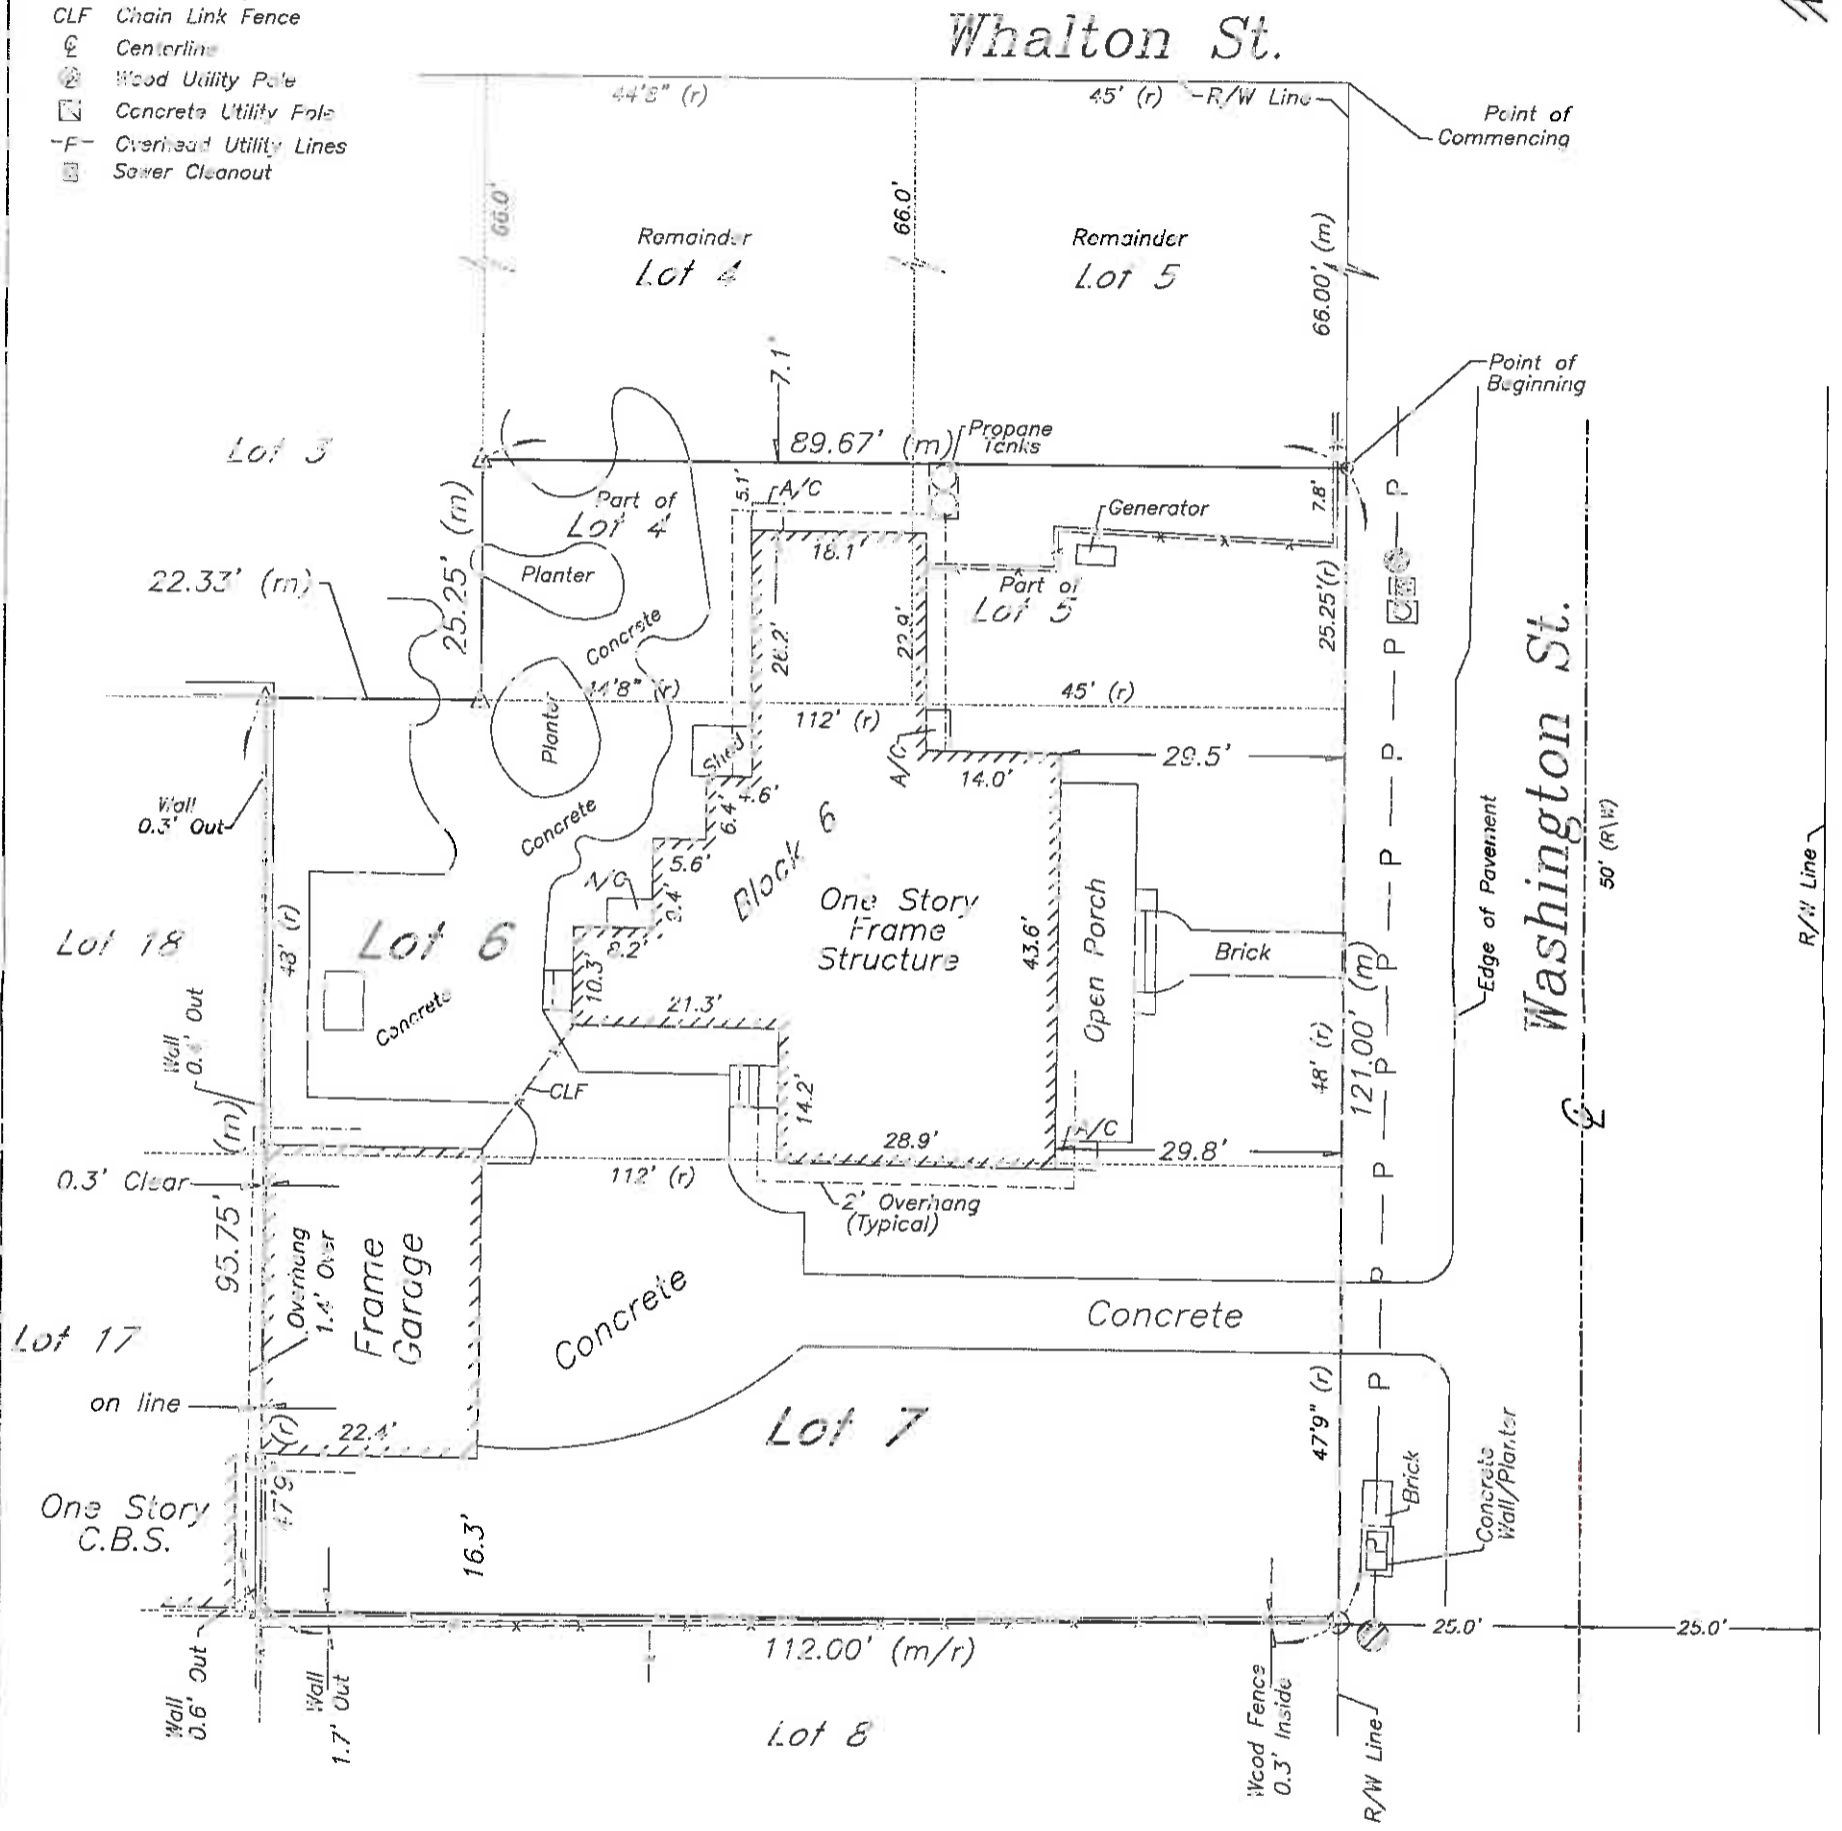 CLF Chain Link Fence
℄ Centerline
Wood Utility Pole
Concrete Utility Pole
-P- Overhead Utility Lines
Sewer Cleanout
Whalton St.
44'8" (r)
45' (r)
R/W Line
Point of
Commencing
66.0'
66.0'
66.00' (m)
Remainder
Lot 4
Remainder
Lot 5
7.1'
Point of
Beginning
Lot 3
89.67' (m)
Propane
Tanks
5.1'
A/C
Part of
Lot 4
Generator
7.8'
P
18.1'
25.25' (m)
22.33' (m)
Planter
Part of
Lot 5
25.25'(r)
Concrete
26.2'
22.9'
P
44'8" (r)
45' (r)
112' (r)
Planter
Shed
A/C
14.0'
29.5'
P
4.6'
6.4'
Wall
0.3' Out
Concrete
5.6'
Block 6
A/C
9.4'
One Story
Frame
Structure
43.6'
Open Porch
Brick
P
Edge of Pavement
Washington St.
50' (R\W)
R/W Line
Lot 18
48' (r)
Lot 6
8.2'
10.3'
P
Concrete
21.3'
Wall
0.4' Out
CLF
14.2'
48' (r)
121.00' (m)
P
℄
28.9'
A/C
29.8'
P
0.3' Clear
112' (r)
2' Overhang
(Typical)
95.75' (m)
Overhang
1.4' Over
Frame
Garage
Concrete
P
Concrete
Lot 17
on line
22.4'
47'9" (r)
Lot 7
47'9" (r)
P
Brick
Concrete
Wall/Planter
One Story
C.B.S.
16.3'
P
112.00' (m/r)
25.0'
25.0'
Wall
0.6' Out
Wall
1.7' Out
Lot 8
Wood Fence
0.3' Inside
R/W Line